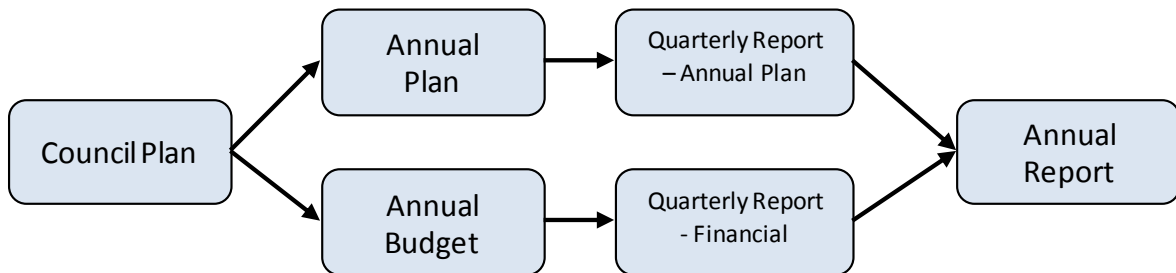 Council Plan
Annual
Plan
Quarterly Report
– Annual Plan
Annual
Budget
Quarterly Report
- Financial
Annual
Report